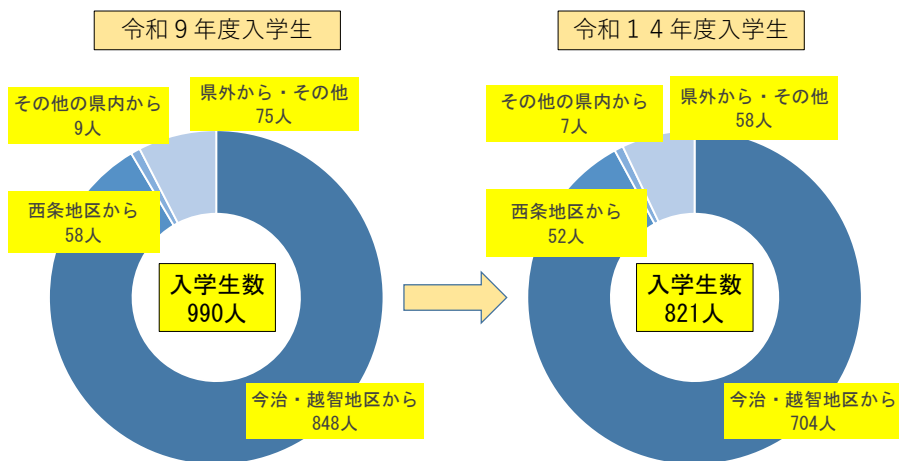 令和９年度入学生
令和１４年度入学生
その他の県内から
9人
県外から・その他
75人
西条地区から
58人
入学生数
990人
今治・越智地区から
848人
その他の県内から
7人
県外から・その他
58人
西条地区から
52人
入学生数
821人
今治・越智地区から
704人